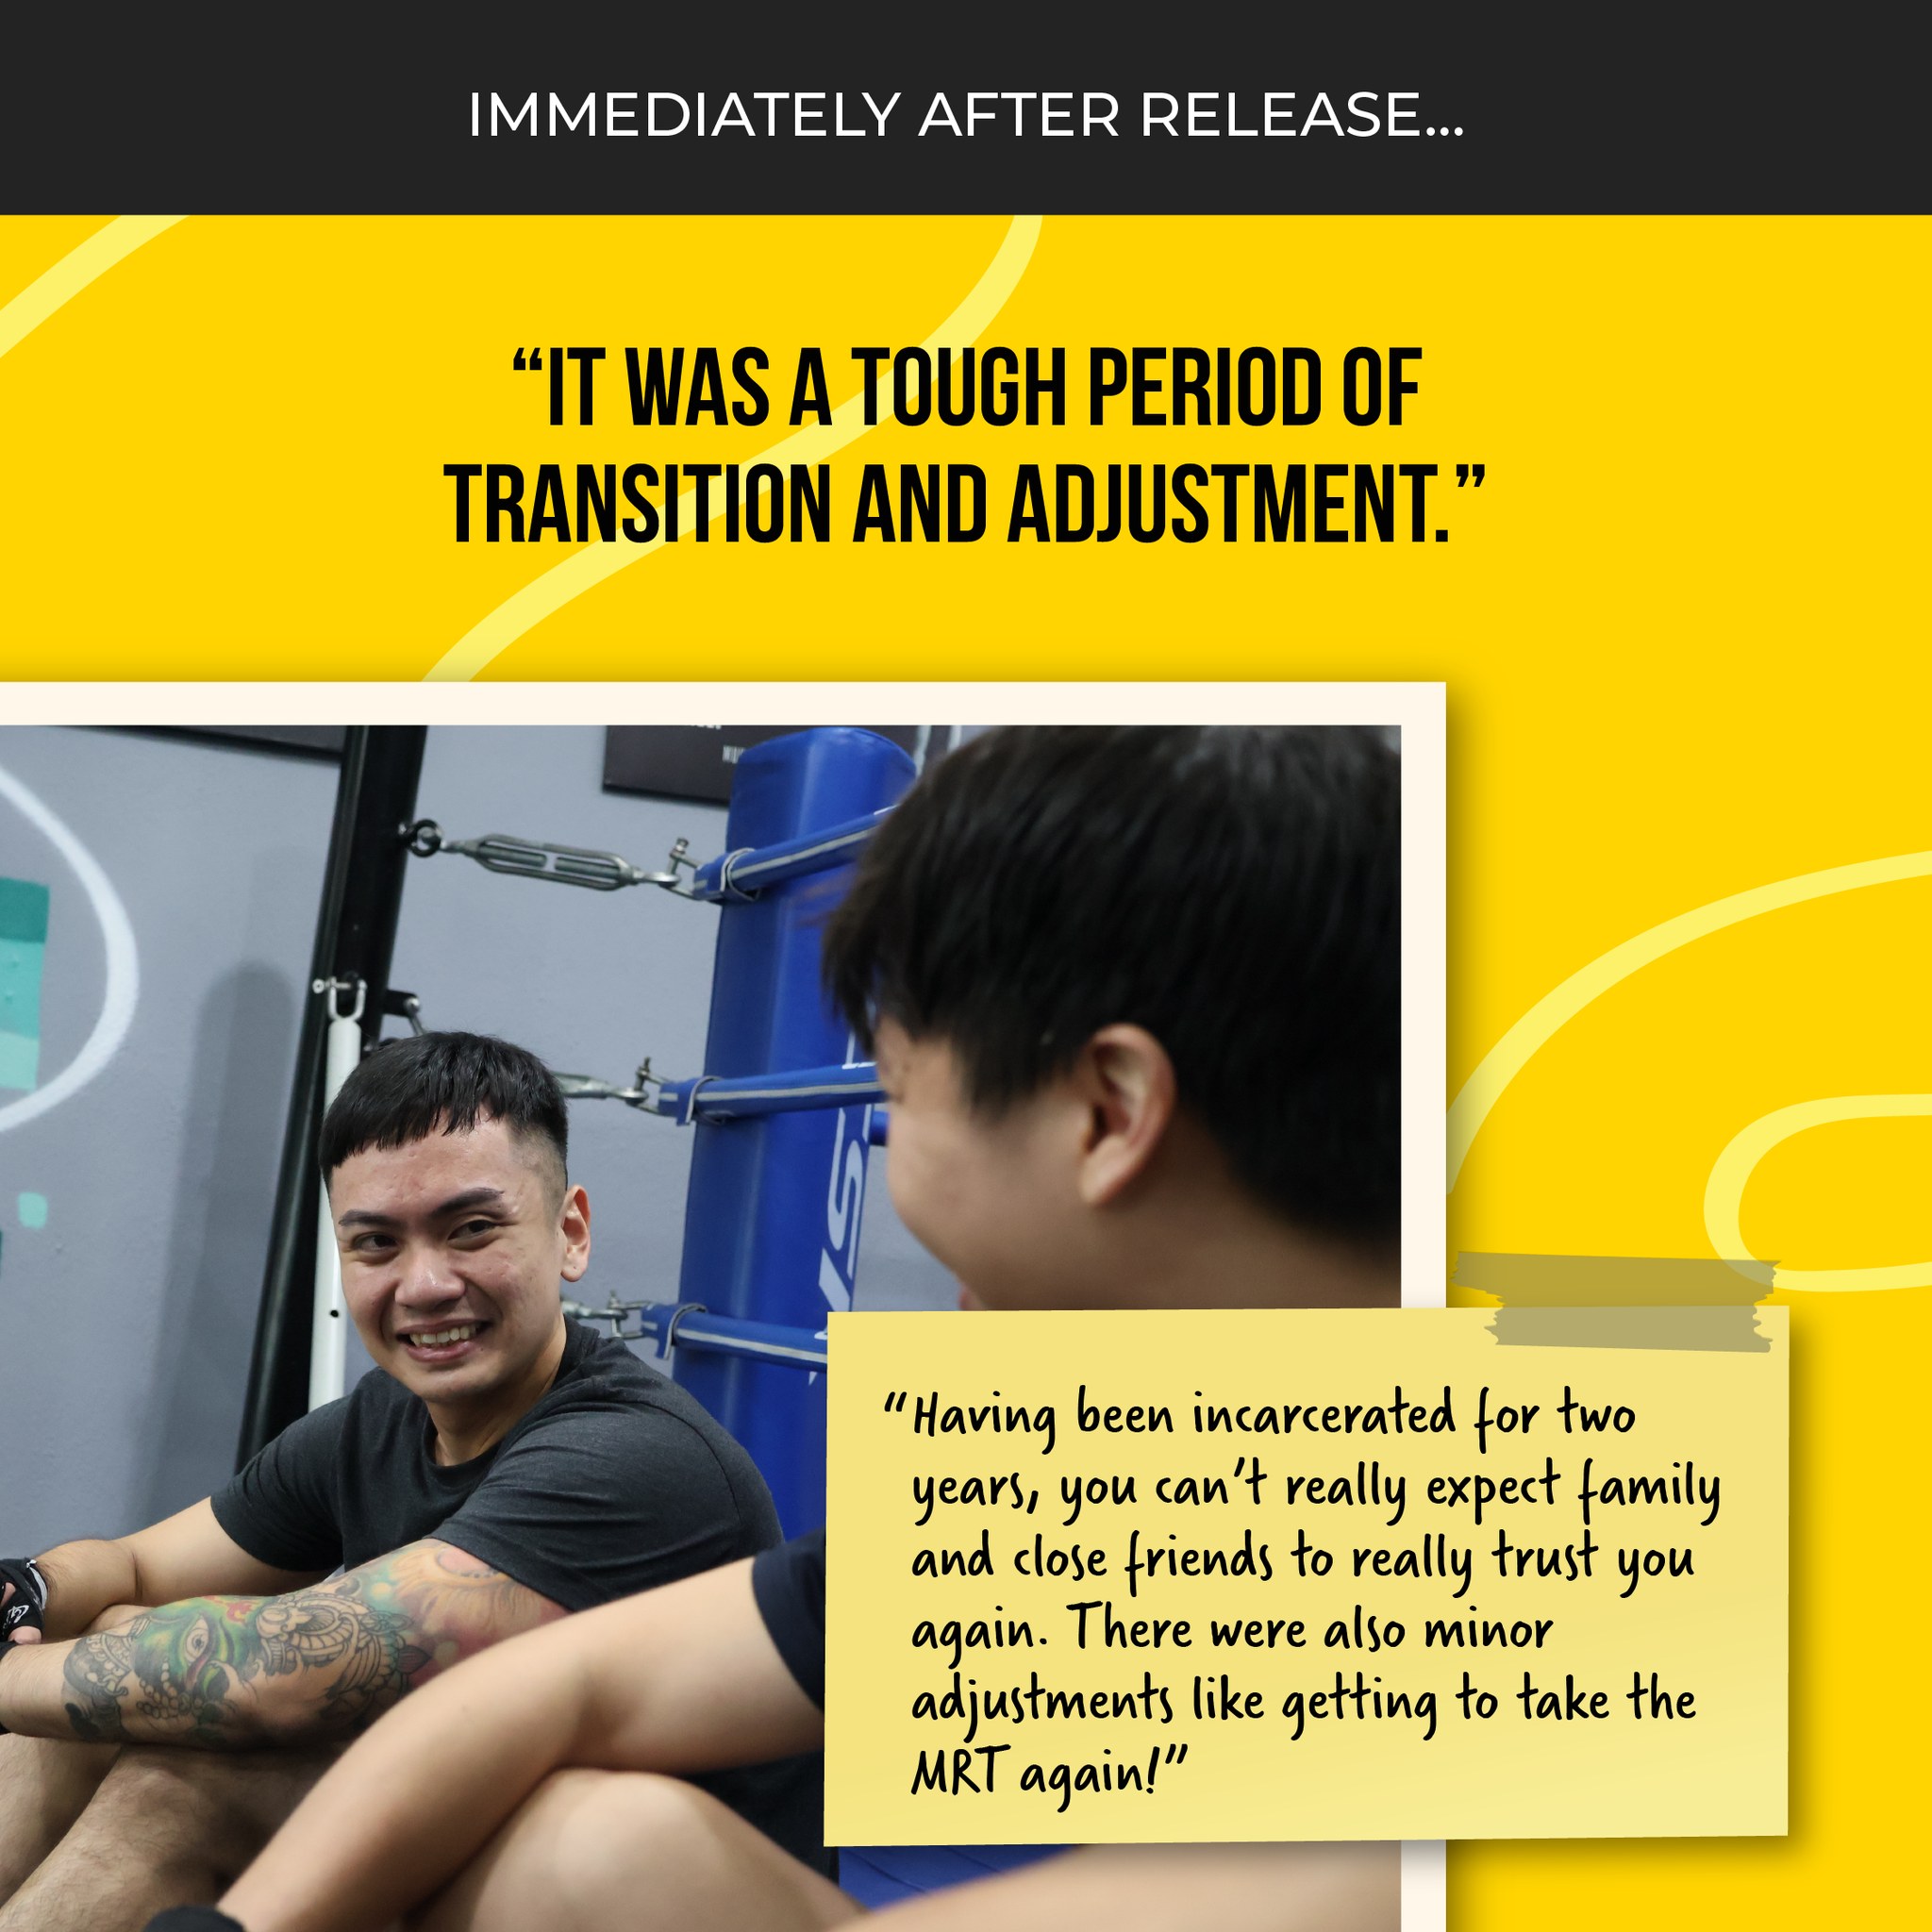 IMMEDIATELY AFTER RELEASE...
“IT WAS A TOUGH PERIOD OF
TRANSITION AND ADJUSTMENT.”
“Having been incarcerated for two
years, you can’t really expect family
and close friends to really trust you
again. There were also minor
adjustments like getting to take the
MRT again!”